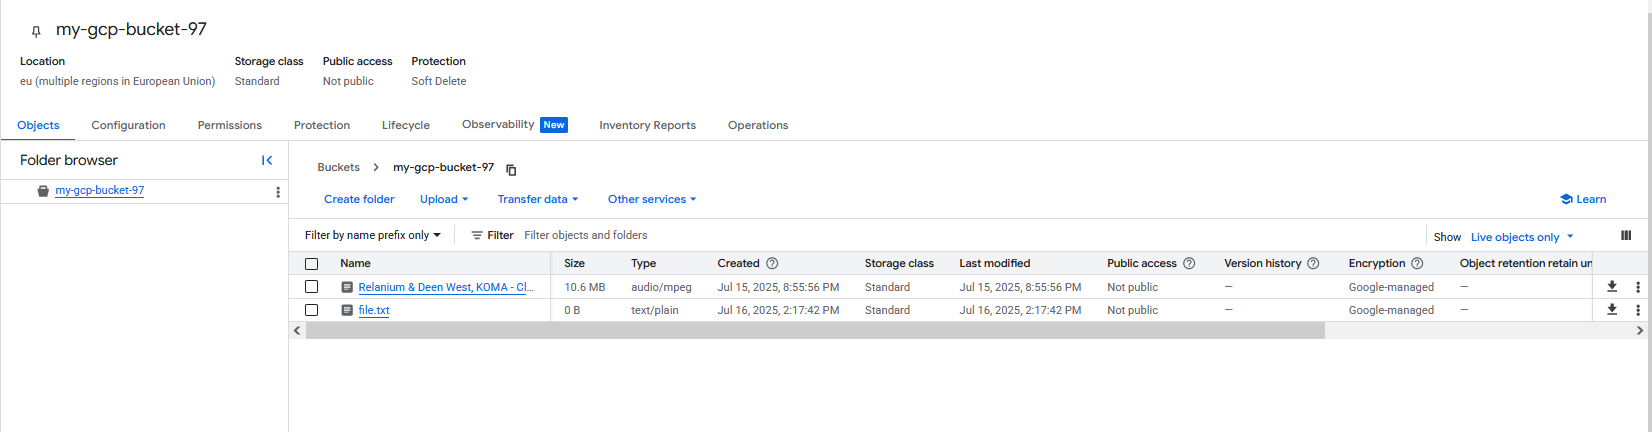 my-gcp-bucket-97
Location Storage class Public access Protection
eu (multiple regions in European Union) Standard Not public Soft Delete
Objects Configuration Permissions Protection Lifecycle Observability New Inventory Reports Operations
Folder browser
my-gcp-bucket-97
Buckets > my-gcp-bucket-97
Create folder Upload Transfer data Other services Learn
Filter by name prefix only Filter Filter objects and folders Show Live objects only
Name Size Type Created Storage class Last modified Public access Version history Encryption Object retention retain un
Relanium & Deen West, KOMA - Cl... 10.6 MB audio/mpeg Jul 15, 2025, 8:55:56 PM Standard Jul 15, 2025, 8:55:56 PM Not public — Google-managed —
file.txt 0 B text/plain Jul 16, 2025, 2:17:42 PM Standard Jul 16, 2025, 2:17:42 PM Not public — Google-managed —